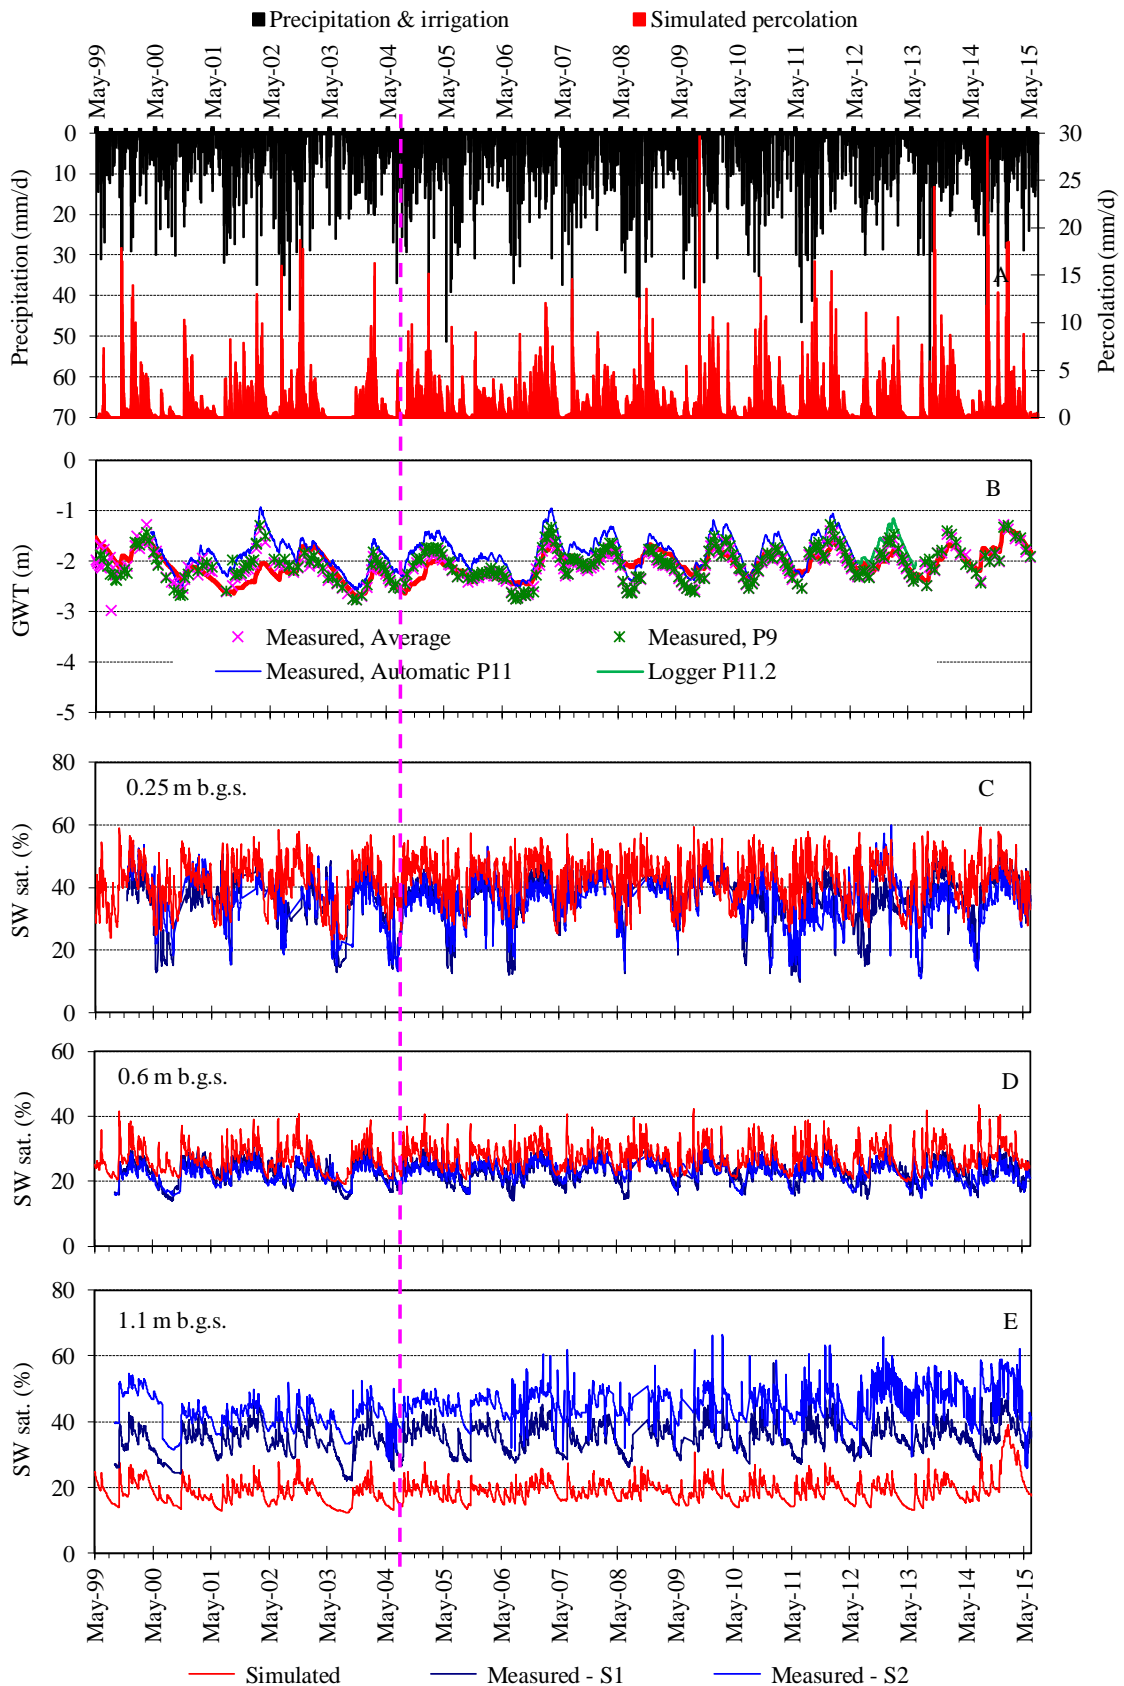 Precipitation & irrigation Simulated percolation
May-99 May-00 May-01 May-02 May-03 May-04 May-05 May-06 May-07 May-08 May-09 May-10 May-11 May-12 May-13 May-14 May-15
Precipitation (mm/d)
0
10
20
30
40
50
60
70
A
30
25
20
15
10
5
0
Percolation (mm/d)
GWT (m)
0
-1
-2
-3
-4
-5
B
Measured, Average Measured, P9
Measured, Automatic P11 Logger P11.2
SW sat. (%)
80
60
40
20
0
0.25 m b.g.s. C
SW sat. (%)
60
40
20
0
0.6 m b.g.s. D
SW sat. (%)
80
60
40
20
0
1.1 m b.g.s. E
May-99 May-00 May-01 May-02 May-03 May-04 May-05 May-06 May-07 May-08 May-09 May-10 May-11 May-12 May-13 May-14 May-15
Simulated Measured - S1 Measured - S2